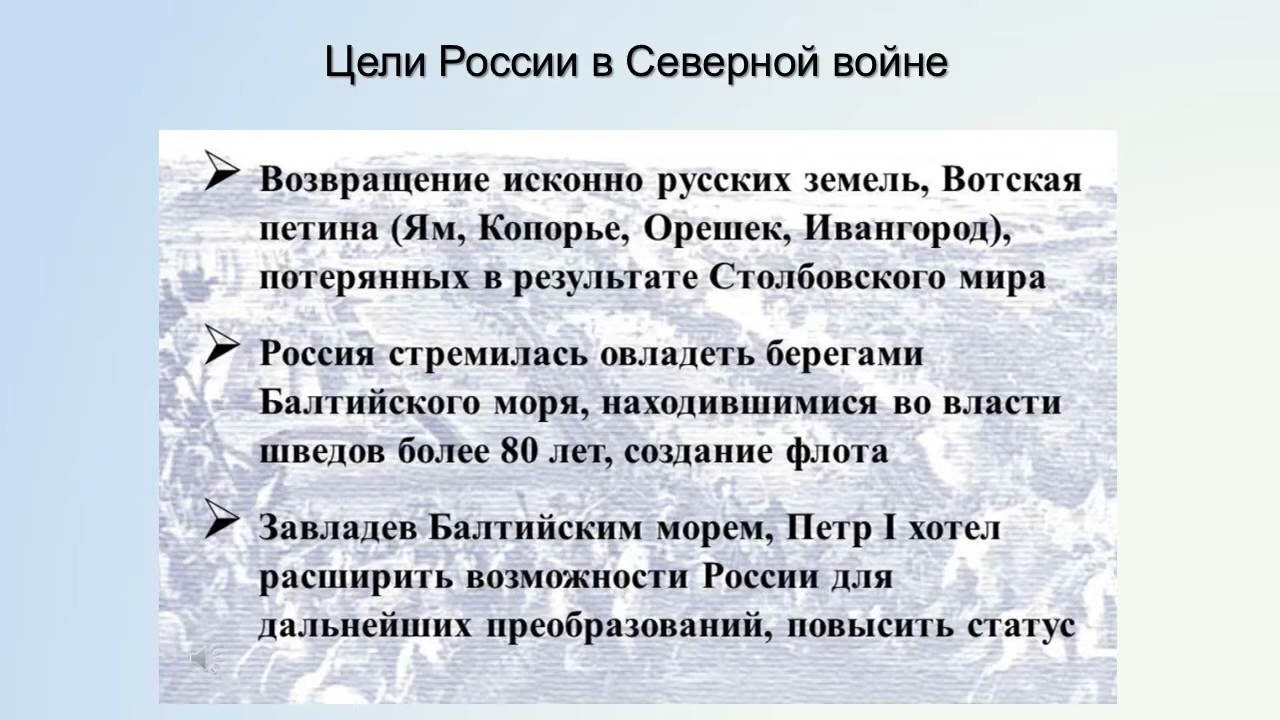 Цели России в Северной войне
Возвращение исконно русских земель, Вотская
петина (Ям, Копорье, Орешек, Ивангород),
потерянных в результате Столбовского мира
Россия стремилась овладеть берегами
Балтийского моря, находившимися во власти
шведов более 80 лет, создание флота
Завладев Балтийским морем, Петр I хотел
расширить возможности России для
дальнейших преобразований, повысить статус